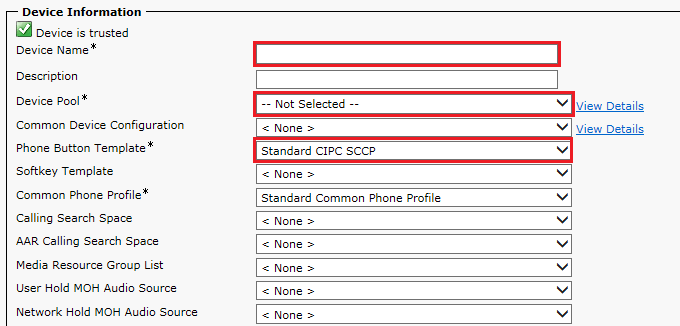 Device Information
Device is trusted
Device Name*
Description
Device Pool* -- Not Selected -- View Details
Common Device Configuration < None > View Details
Phone Button Template* Standard CIPC SCCP
Softkey Template < None >
Common Phone Profile* Standard Common Phone Profile
Calling Search Space < None >
AAR Calling Search Space < None >
Media Resource Group List < None >
User Hold MOH Audio Source < None >
Network Hold MOH Audio Source < None >